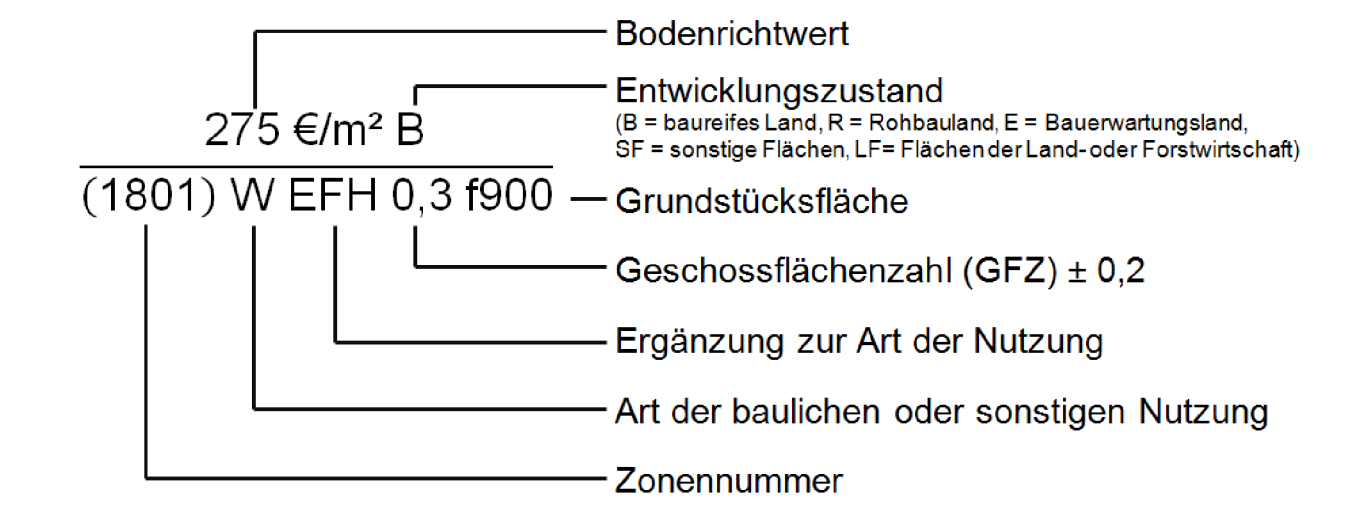 Bodenrichtwert
Entwicklungszustand
(B = baureifes Land, R = Rohbauland, E = Bauerwartungsland,
SF = sonstige Flächen, LF= Flächen der Land- oder Forstwirtschaft)
275 €/m² B
(1801) W EFH 0,3 f900
Grundstücksfläche
Geschossflächenzahl (GFZ) ± 0,2
Ergänzung zur Art der Nutzung
Art der baulichen oder sonstigen Nutzung
Zonennummer